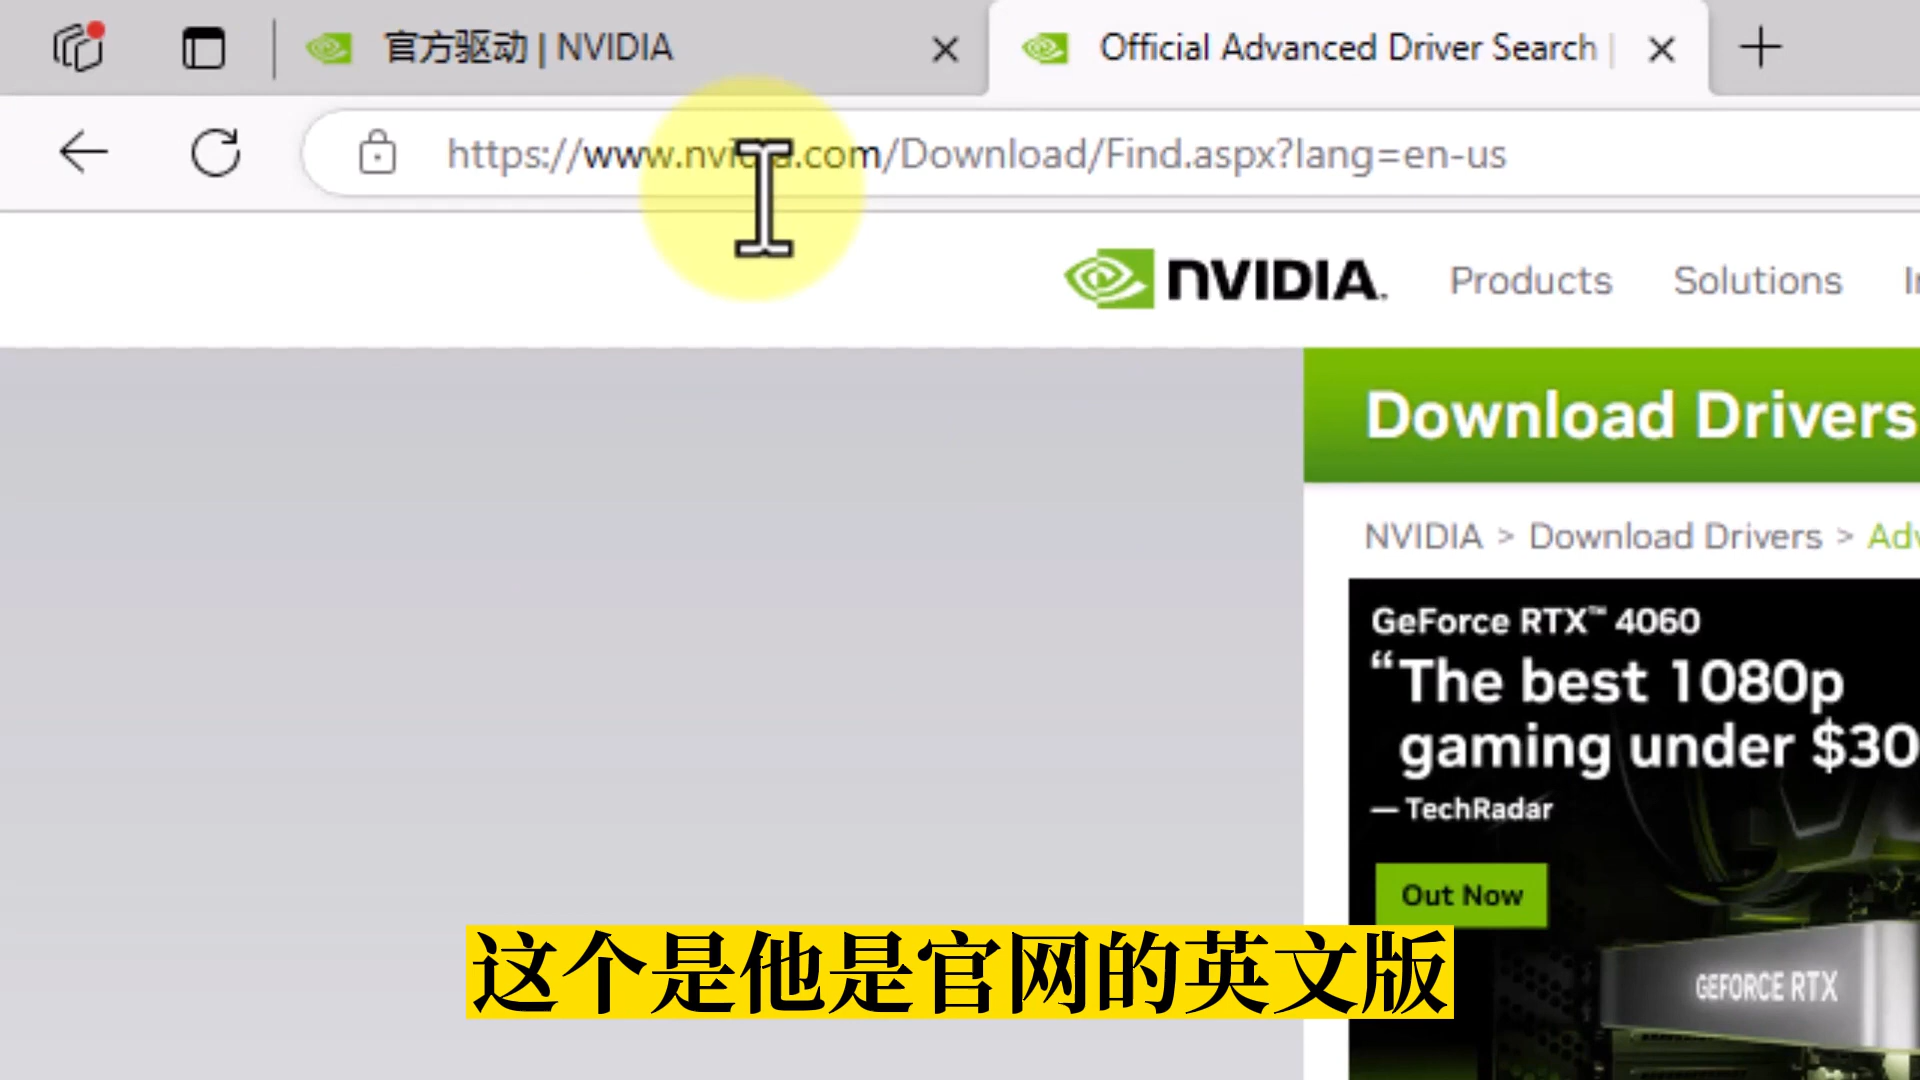 官方驱动 | NVIDIA
Official Advanced Driver Search |
https://www.nvidia.com/Download/Find.aspx?lang=en-us
NVIDIA.
Products
Solutions
Download Drivers
NVIDIA > Download Drivers >
GeForce RTX™ 4060
“The best 1080p
gaming under $30
— TechRadar
Out Now
GEFORCE RTX
这个是他是官网的英文版